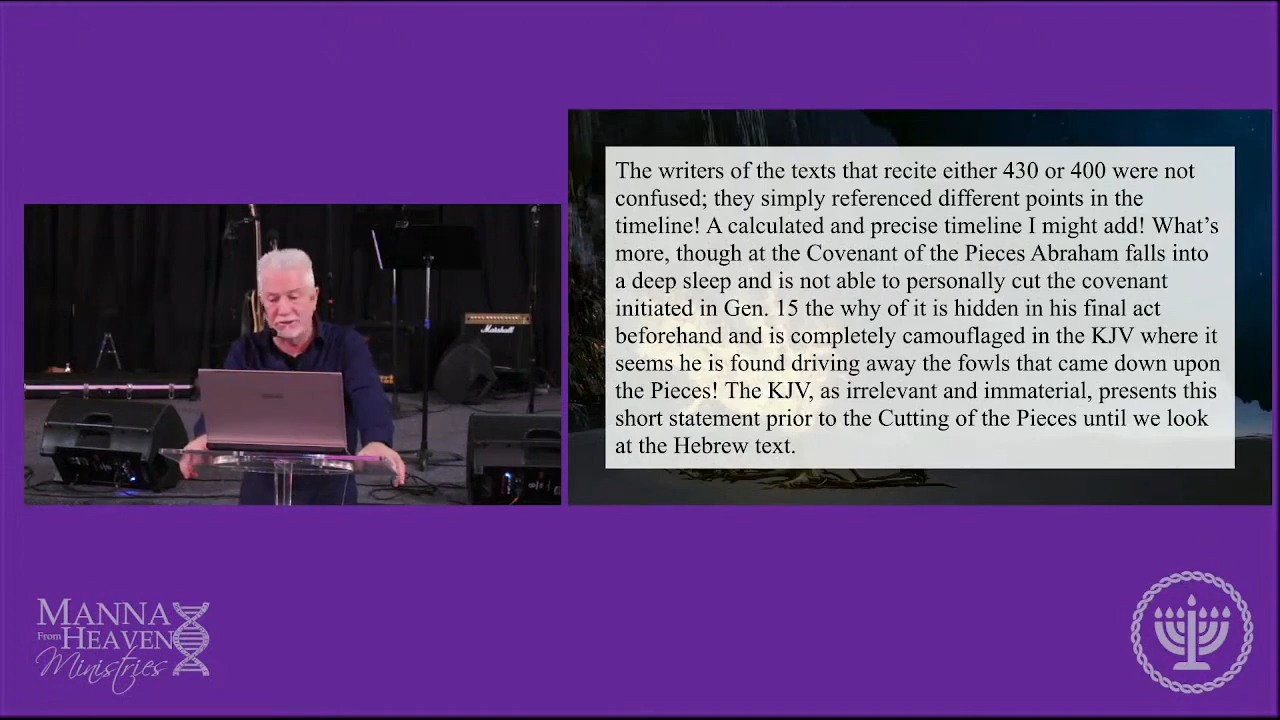 The writers of the texts that recite either 430 or 400 were not
confused; they simply referenced different points in the
timeline! A calculated and precise timeline I might add! What’s
more, though at the Covenant of the Pieces Abraham falls into
a deep sleep and is not able to personally cut the covenant
initiated in Gen. 15 the why of it is hidden in his final act
beforehand and is completely camouflaged in the KJV where it
seems he is found driving away the fowls that came down upon
the Pieces! The KJV, as irrelevant and immaterial, presents this
short statement prior to the Cutting of the Pieces until we look
at the Hebrew text.
Marshall
MANNA
From HEAVEN
Ministries